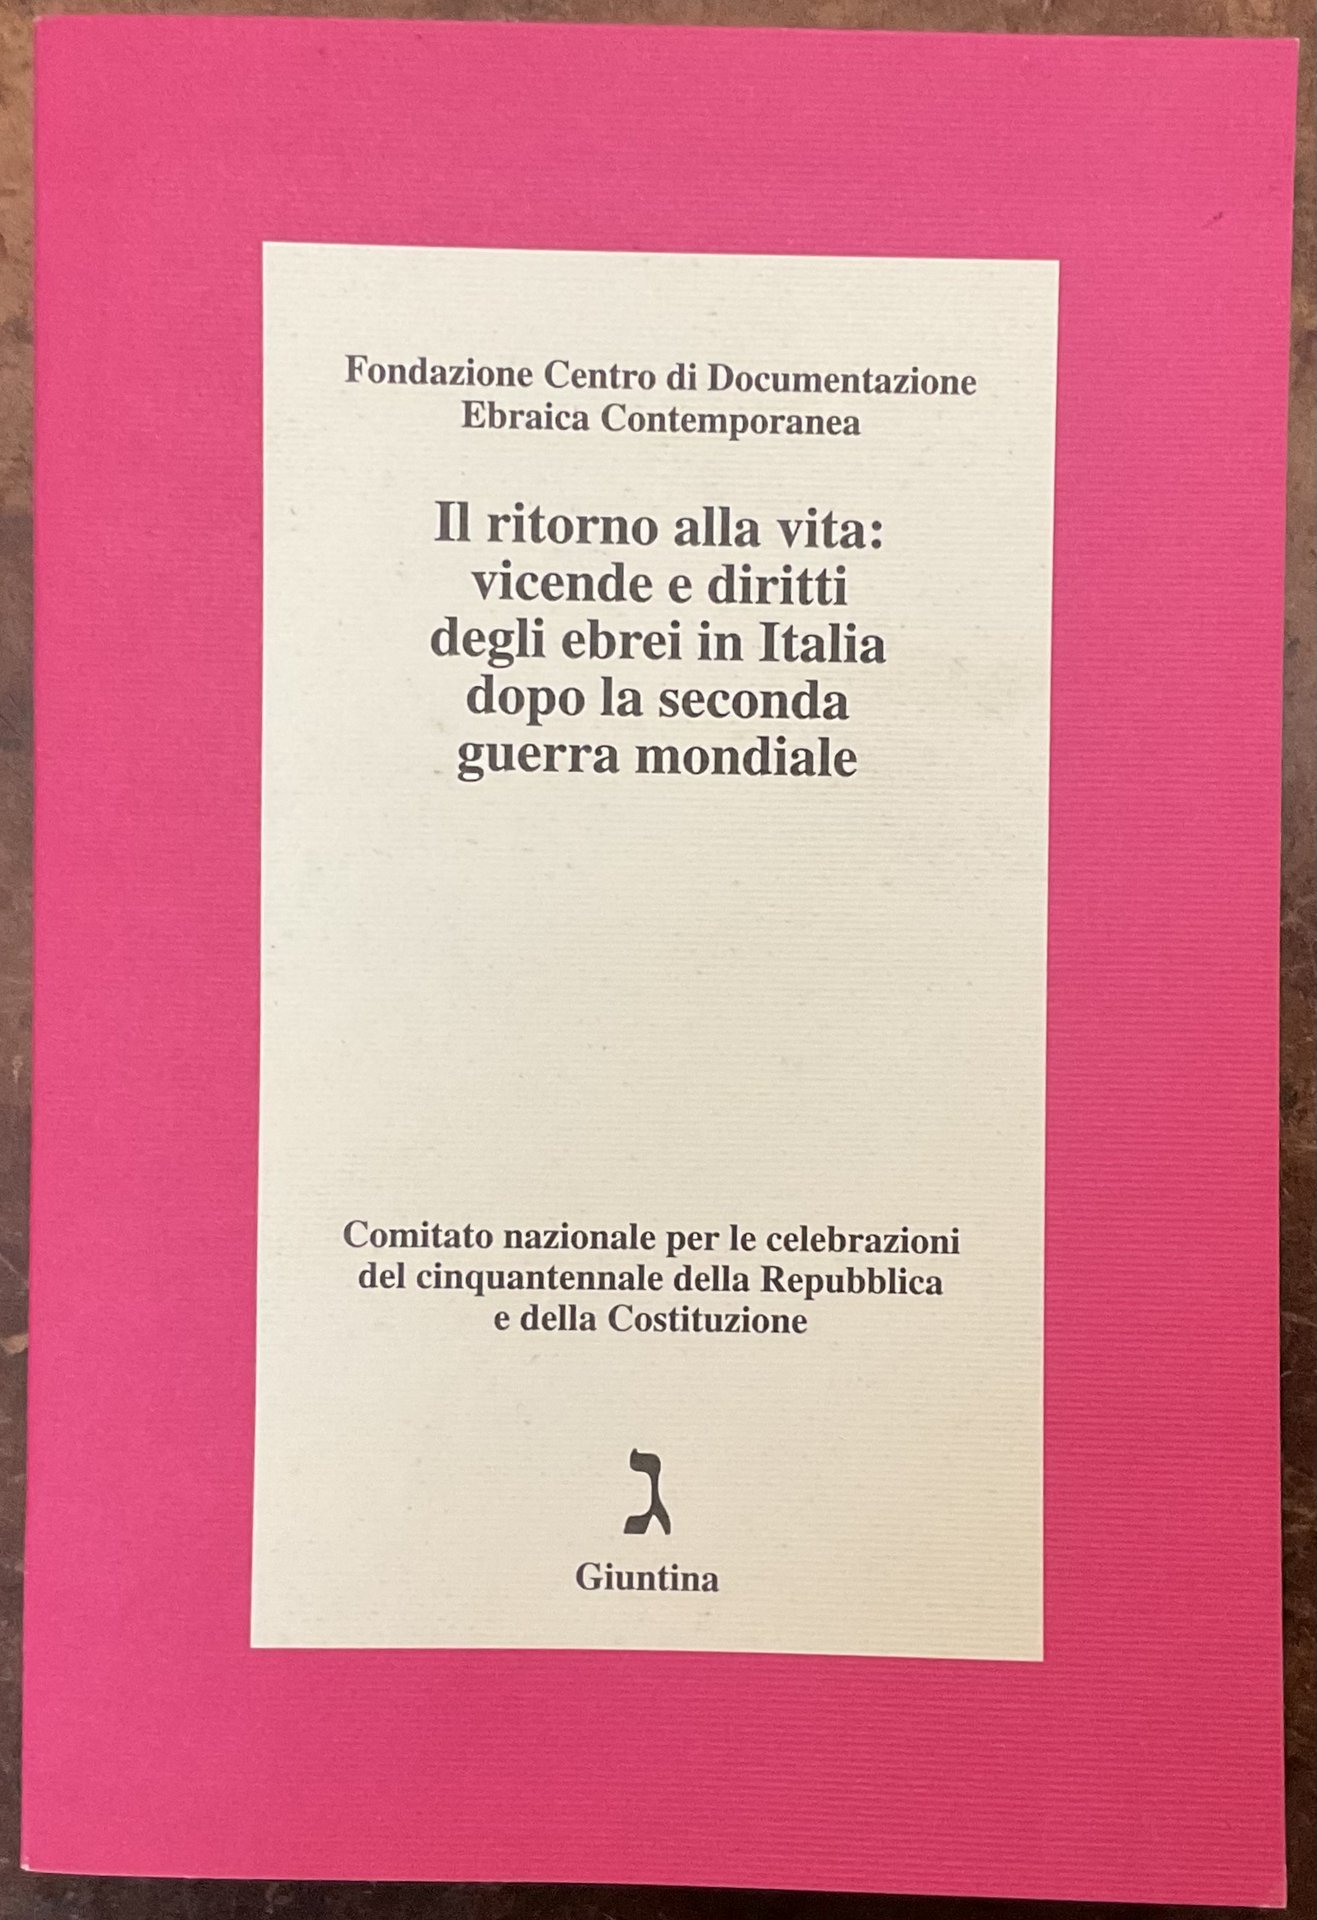 Fondazione Centro di Documentazione
Ebraica Contemporanea
Il ritorno alla vita:
vicende e diritti
degli ebrei in Italia
dopo la seconda
guerra mondiale
Comitato nazionale per le celebrazioni
del cinquantennale della Repubblica
e della Costituzione
ג
Giuntina